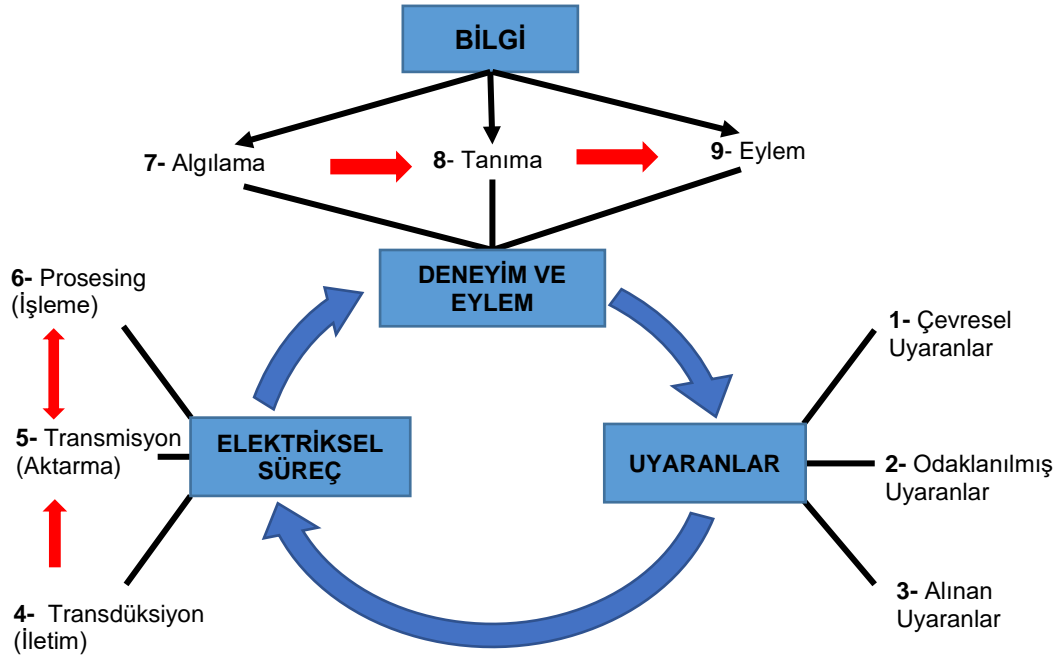 BİLGİ
7- Algılama
8- Tanıma
9- Eylem
DENEYİM VE
EYLEM
6- Prosesing
(İşleme)
1- Çevresel
Uyaranlar
5- Transmisyon
(Aktarma)
ELEKTRİKSEL
SÜREÇ
UYARANLAR
2- Odaklanılmış
Uyaranlar
4- Transdüksiyon
(İletim)
3- Alınan
Uyaranlar